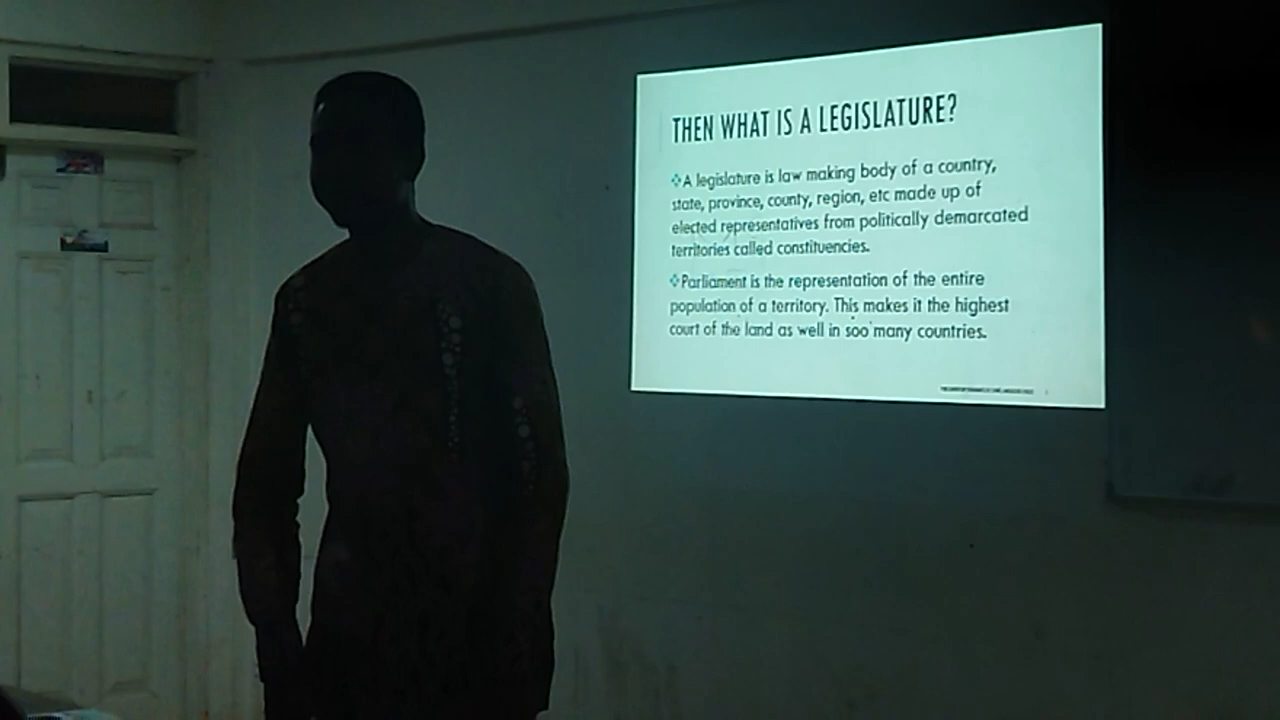 THEN WHAT IS A LEGISLATURE?
❖A legislature is law making body of a country,
state, province, county, region, etc made up of
elected representatives from politically demarcated
territories called constituencies.
❖Parliament is the representation of the entire
population of a territory. This makes it the highest
court of the land as well in soo many countries.